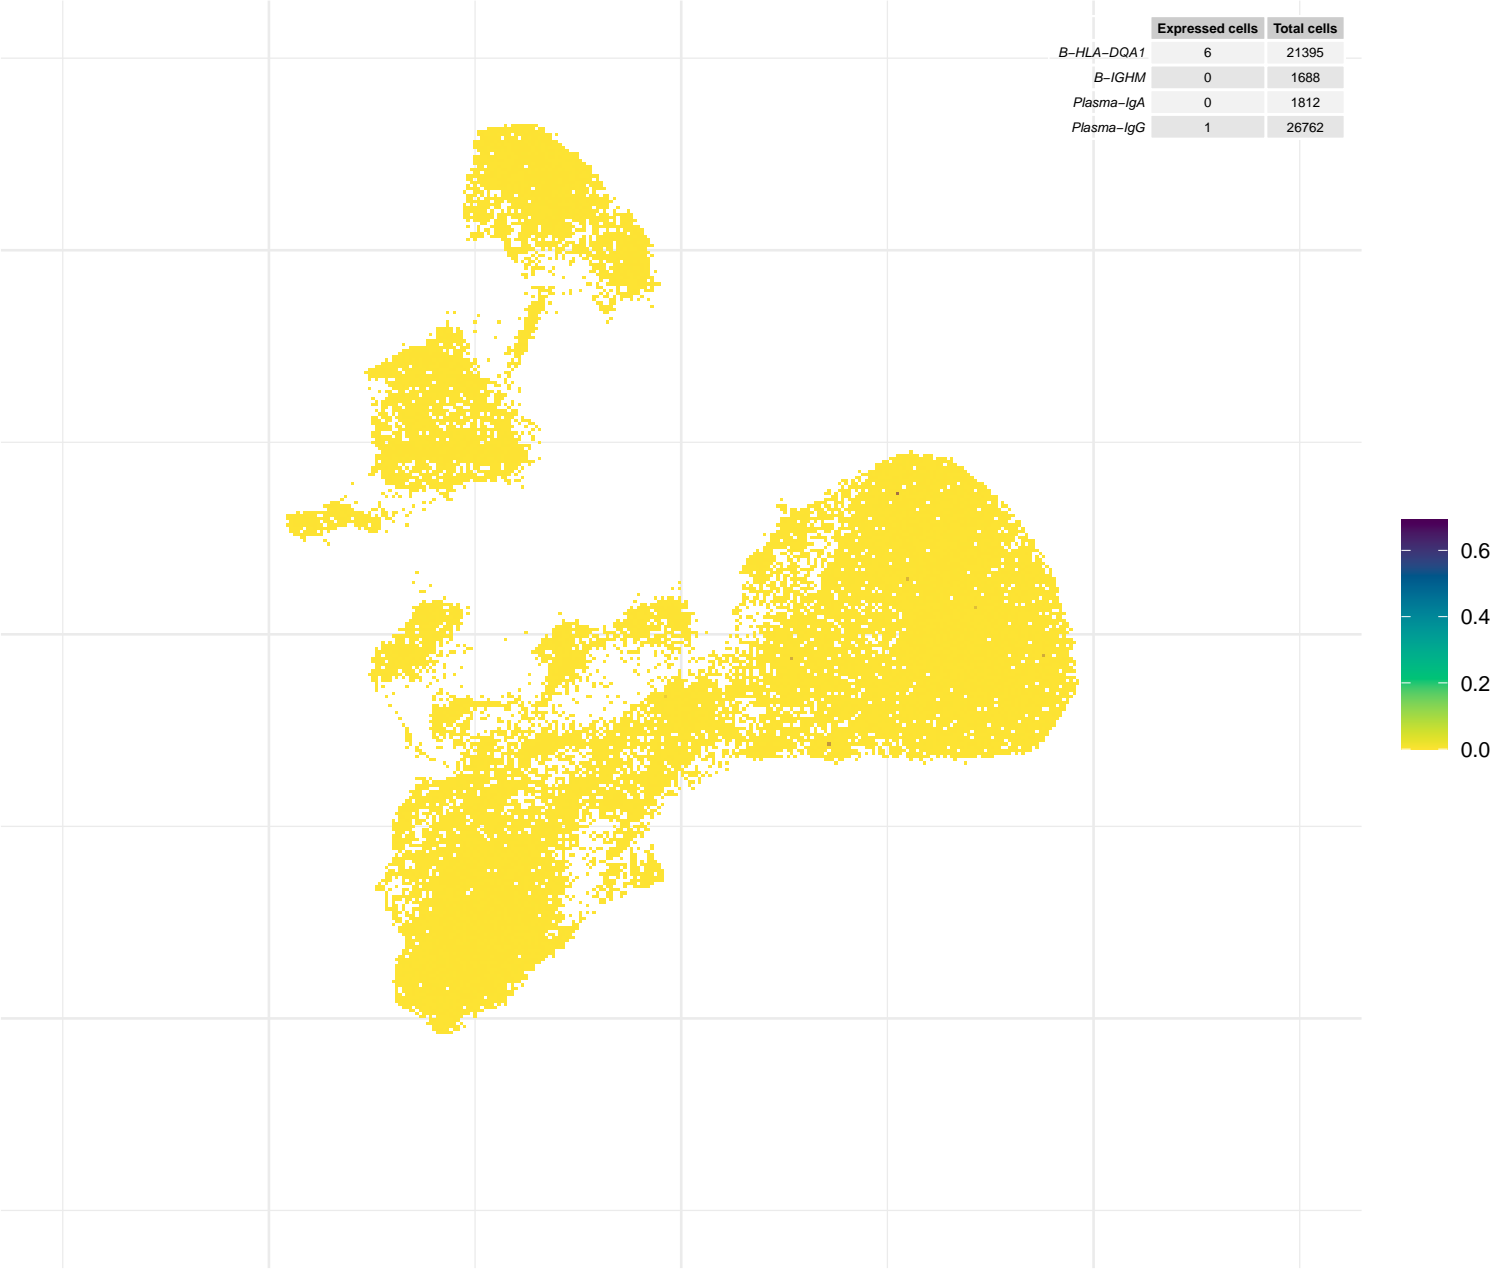 Expressed cells Total cells
B−HLA−DQA1 6 21395
B−IGHM 0 1688
Plasma−IgA 0 1812
Plasma−IgG 1 26762
0.6
0.4
0.2
0.0